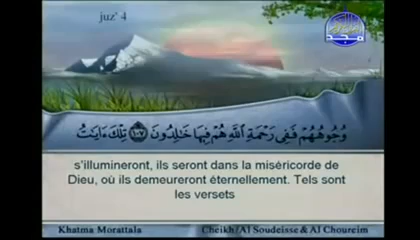 juz' 4
المجد
وُجُوهُهُمْ فَفِي رَحْمَةِ ٱللَّهِ هُمْ فِيهَا خَٰلِدُونَ ١٠٧ تِلْكَ ءَايَٰتُ
s'illumineront, ils seront dans la miséricorde de
Dieu, où ils demeureront éternellement. Tels sont
les versets
Khatma Morattala Cheikh/Al Soudeisse & Al Choureim